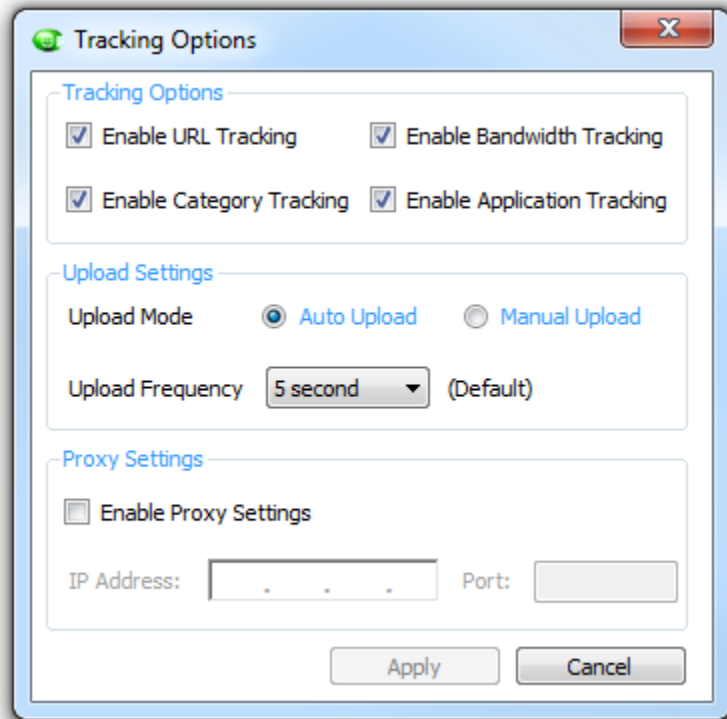 Tracking Options
Tracking Options
Enable URL Tracking Enable Bandwidth Tracking
Enable Category Tracking Enable Application Tracking
Upload Settings
Upload Mode Auto Upload Manual Upload
Upload Frequency 5 second (Default)
Proxy Settings
Enable Proxy Settings
IP Address: . . . Port:
Apply Cancel